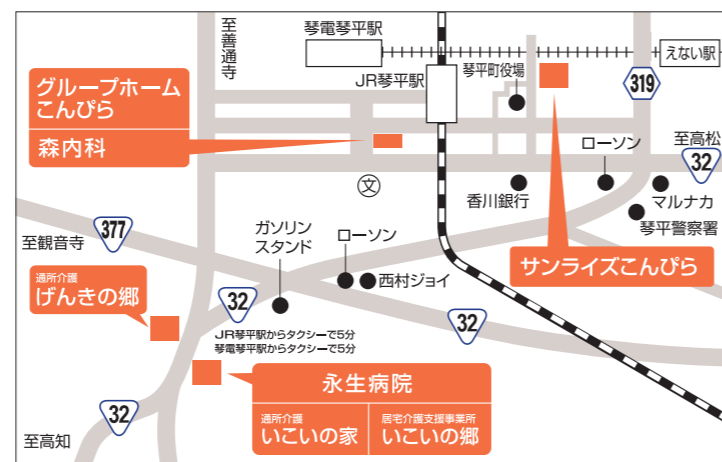 至善通寺
琴電琴平駅
えない駅
JR琴平駅
琴平町役場
319
グループホーム
こんぴら
森内科
至高松
32
ローソン
文
香川銀行
マルナカ
琴平警察署
377
至観音寺
ガソリン
スタンド
ローソン
西村ジョイ
サンライズこんぴら
通所介護
げんきの郷
32
32
JR琴平駅からタクシーで5分
琴電琴平駅からタクシーで5分
永生病院
通所介護
いこいの家
居宅介護支援事業所
いこいの郷
32
至高知